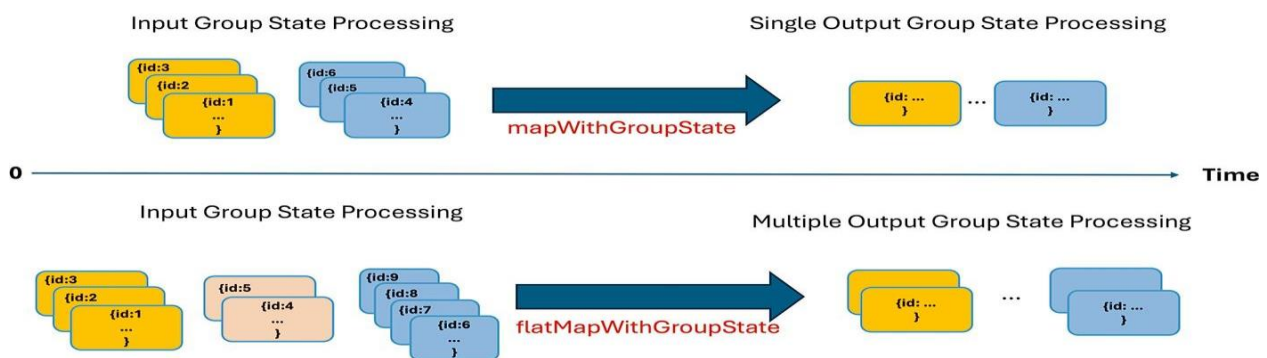 Input Group State Processing
Single Output Group State Processing
{id:3
{id:2
{id:1
...
}
{id:6
{id:5
{id:4
...
}
mapWithGroupState
{id: ...
}
...
{id: ...
}
0
Time
Input Group State Processing
Multiple Output Group State Processing
{id:3
{id:2
{id:1
...
}
{id:5
{id:4
...
}
{id:9
{id:8
{id:7
{id:6
...
}
flatMapWithGroupState
{id: ...
}
...
{id: ...
}